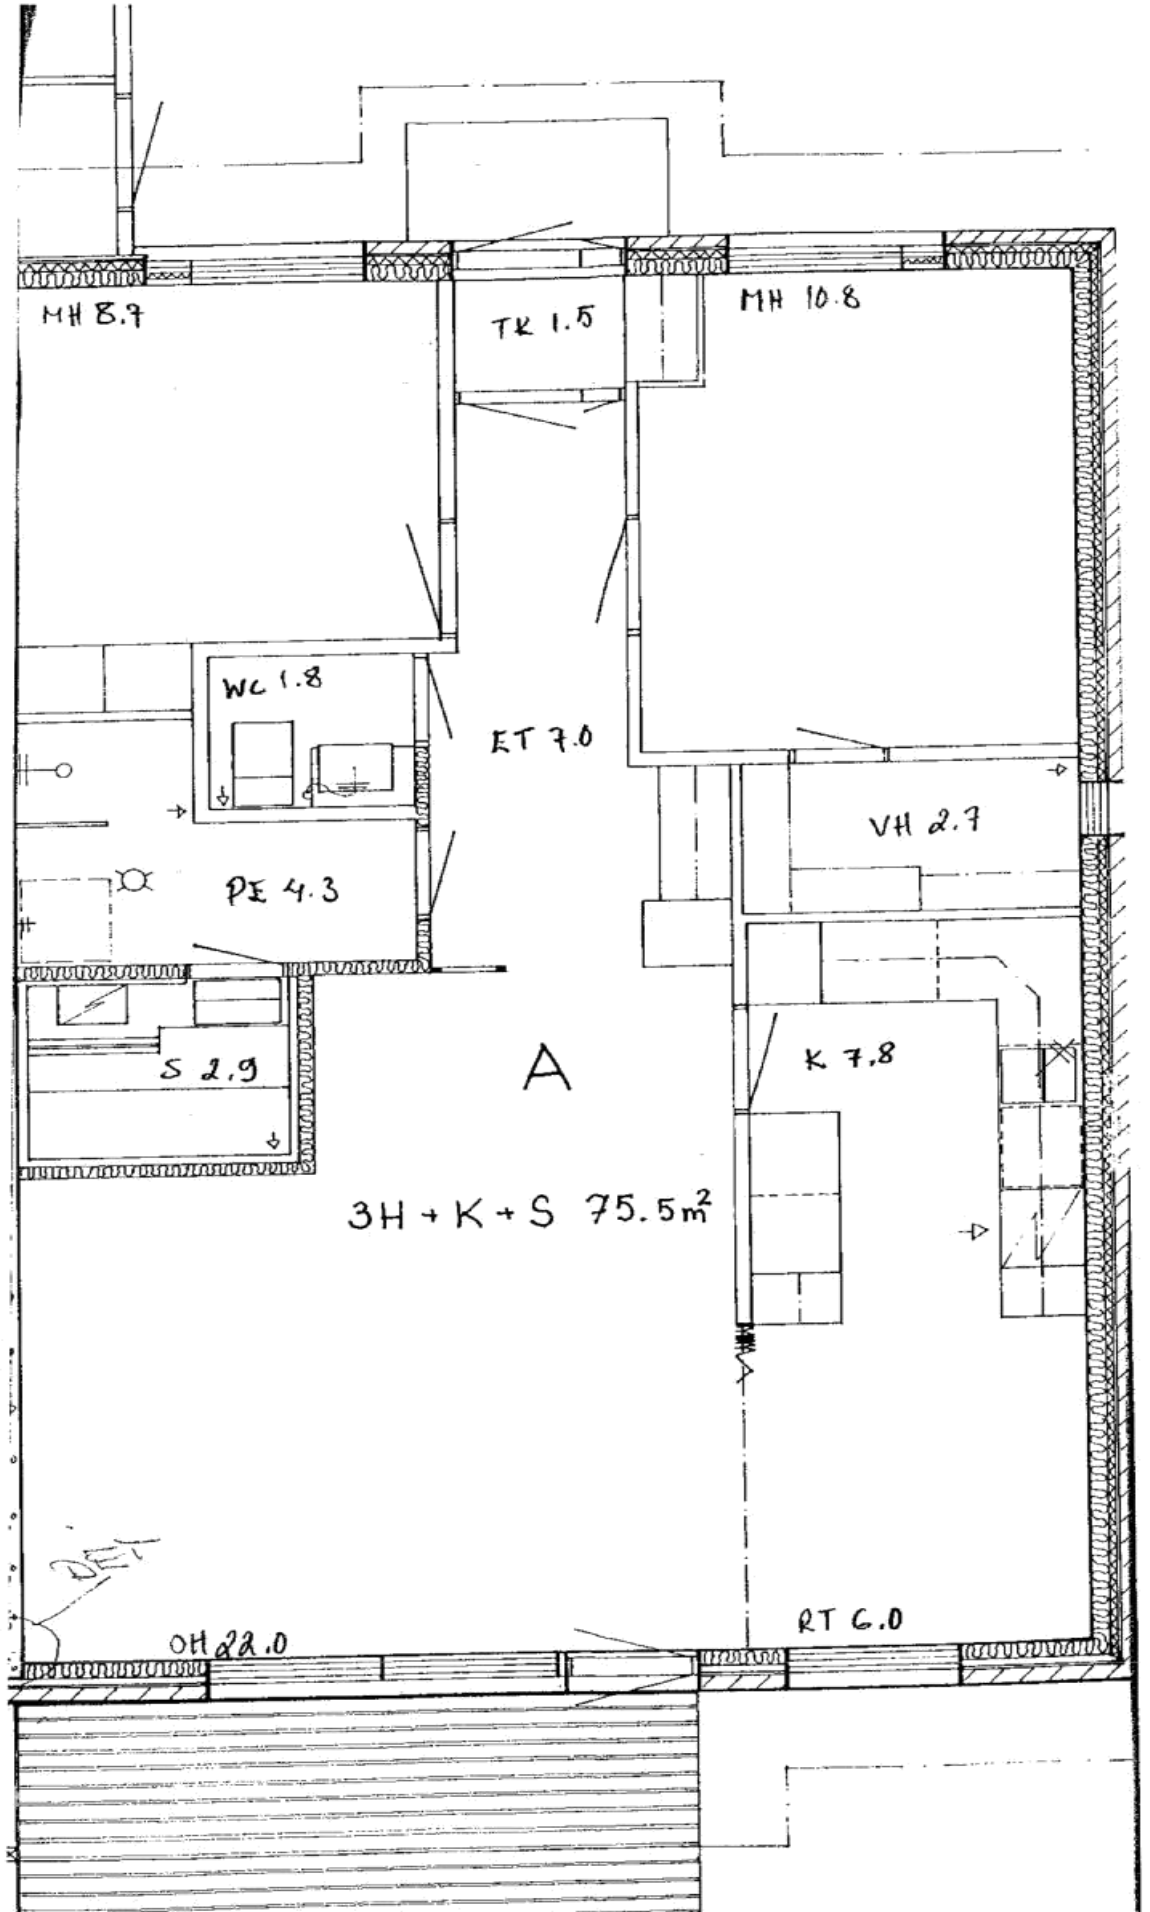 MH 8.7
TK 1.5
MH 10.8
WC 1.8
ET 7.0
VH 2.7
PE 4.3
K 7.8
S 2.9
A
3H + K + S 75.5m²
RT 6.0
OH 22.0